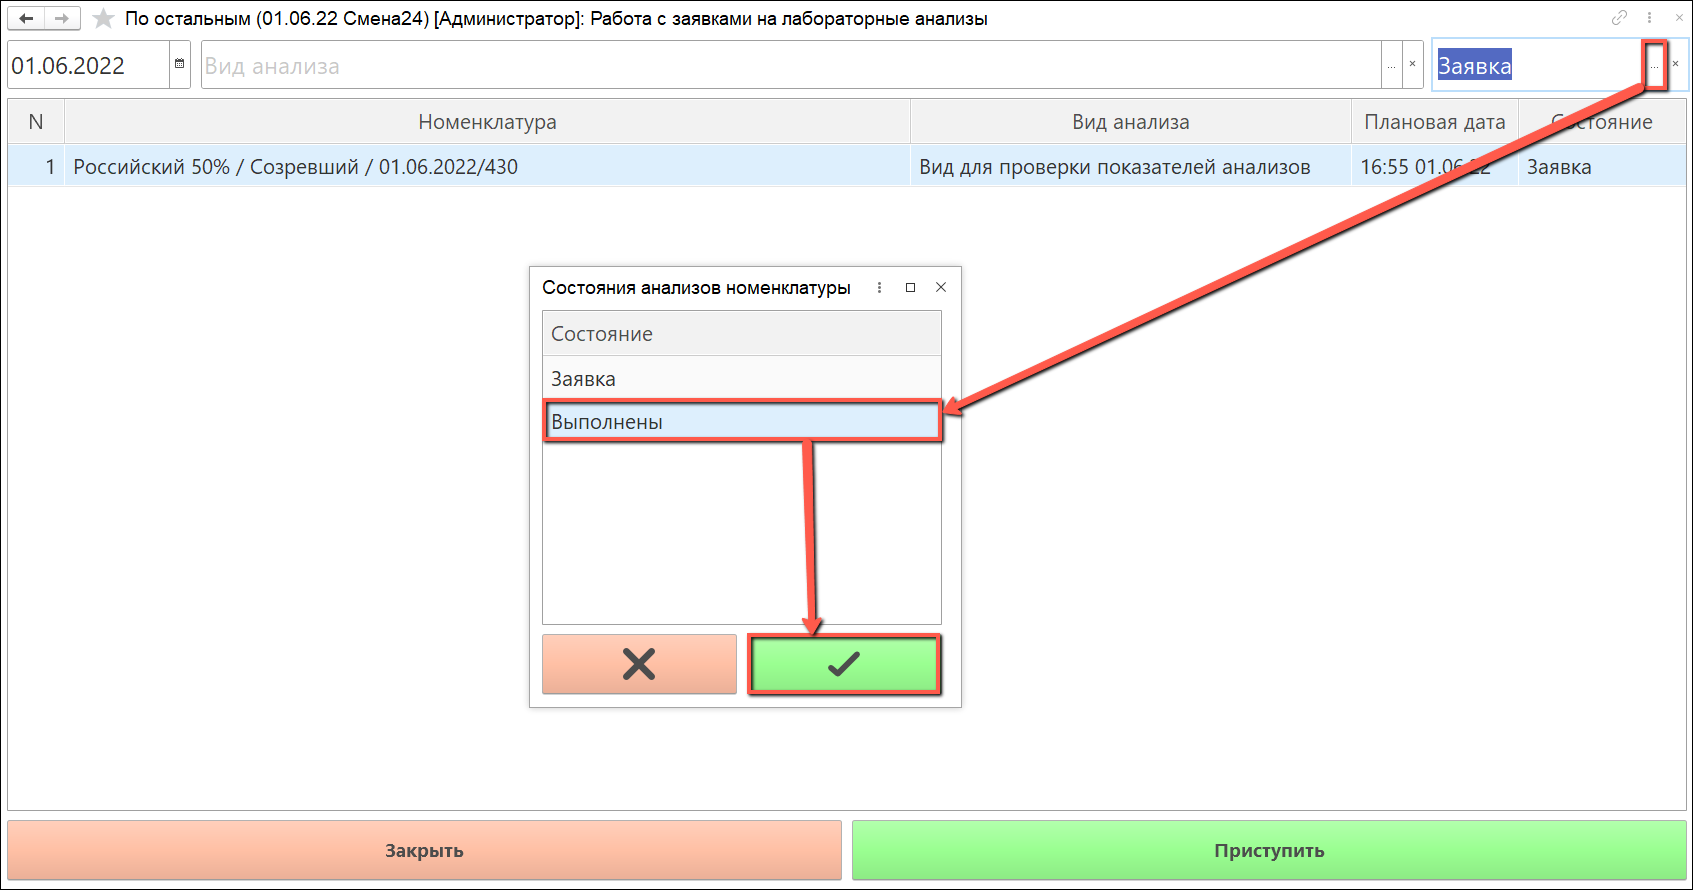 По остальным (01.06.22 Смена24) [Администратор]: Работа с заявками на лабораторные анализы
01.06.2022 Вид анализа ... × Заявка ... ×
N Номенклатура Вид анализа Плановая дата Состояние
1 Российский 50% / Созревший / 01.06.2022/430 Вид для проверки показателей анализов 16:55 01.06.22 Заявка
Состояния анализов номенклатуры
Состояние
Заявка
Выполнены
Закрыть Приступить